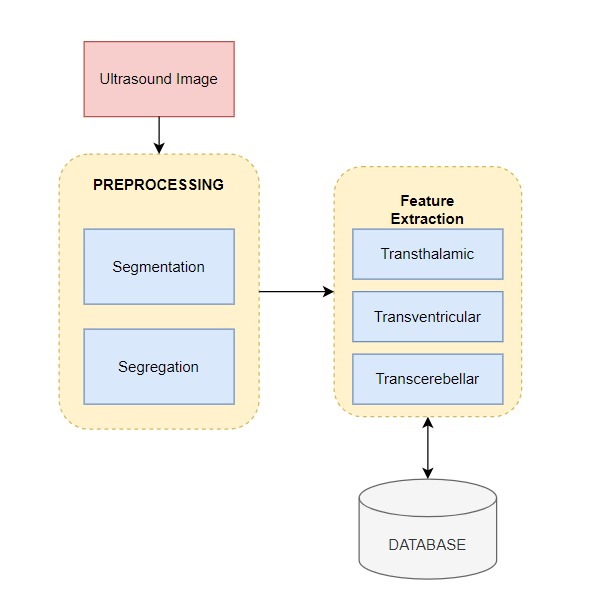 Ultrasound Image
PREPROCESSING
Segmentation
Segregation
Feature
Extraction
Transthalamic
Transventricular
Transcerebellar
DATABASE